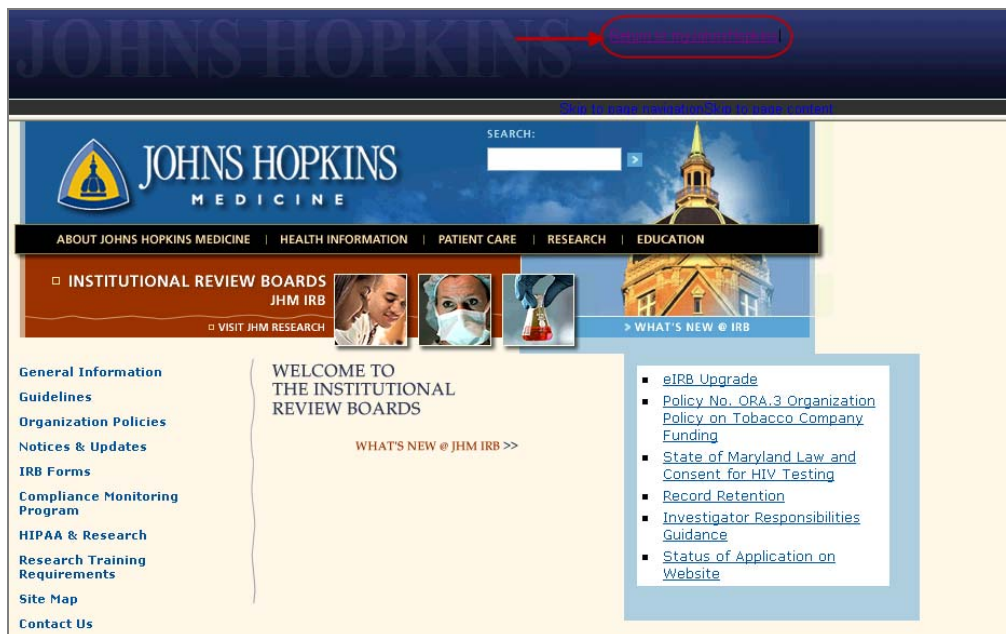 JOHNS HOPKINS
Skip to page navigationSkip to page content
SEARCH:
JOHNS HOPKINS
MEDICINE
ABOUT JOHNS HOPKINS MEDICINE | HEALTH INFORMATION | PATIENT CARE | RESEARCH | EDUCATION
INSTITUTIONAL REVIEW BOARDS
JHM IRB
VISIT JHM RESEARCH
» WHAT'S NEW @ IRB
General Information
Guidelines
Organization Policies
Notices & Updates
IRB Forms
Compliance Monitoring
Program
HIPAA & Research
Research Training
Requirements
Site Map
Contact Us
WELCOME TO
THE INSTITUTIONAL
REVIEW BOARDS
WHAT'S NEW @ JHM IRB >>
eIRB Upgrade
Policy No. ORA.3 Organization
Policy on Tobacco Company
Funding
State of Maryland Law and
Consent for HIV Testing
Record Retention
Investigator Responsibilities
Guidance
Status of Application on
Website